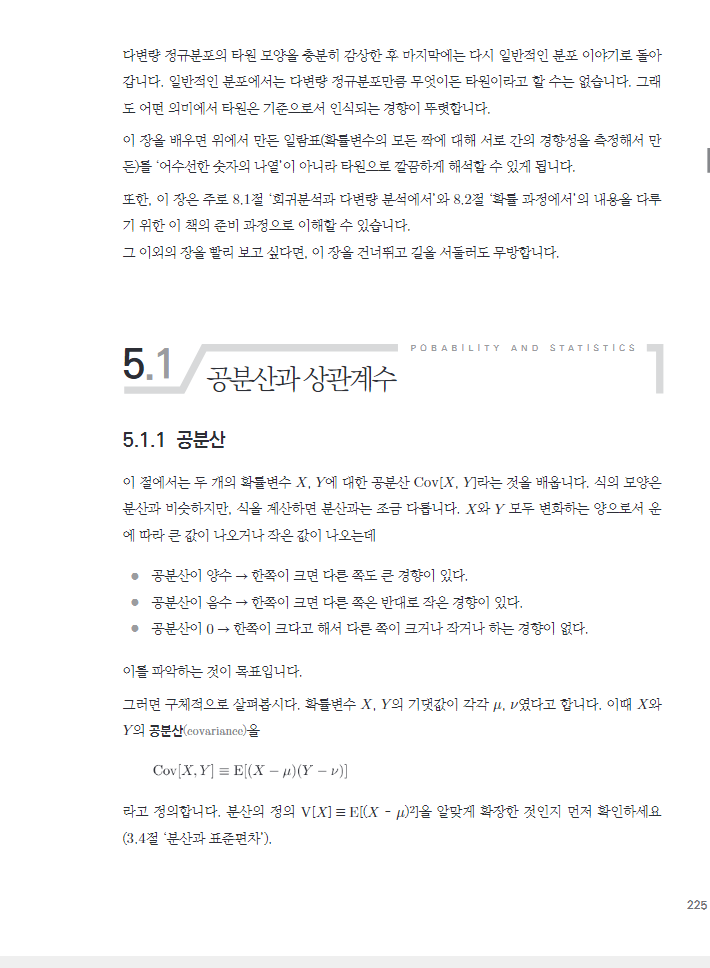 다변량 정규분포의 타원 모양을 충분히 감상한 후 마지막에는 다시 일반적인 분포 이야기로 돌아
갑니다. 일반적인 분포에서는 다변량 정규분포만큼 무엇이든 타원이라고 할 수는 없습니다. 그래
도 어떤 의미에서 타원은 기준으로서 인식되는 경향이 뚜렷합니다.
이 장을 배우면 위에서 만든 일람표(확률변수의 모든 짝에 대해 서로 간의 경향성을 측정해서 만
든)를 ‘어수선한 숫자의 나열’이 아니라 타원으로 깔끔하게 해석할 수 있게 됩니다.
또한, 이 장은 주로 8.1절 ‘회귀분석과 다변량 분석에서’와 8.2절 ‘확률 과정에서’의 내용을 다루
기 위한 이 책의 준비 과정으로 이해할 수 있습니다.
그 이외의 장을 빨리 보고 싶다면, 이 장을 건너뛰고 길을 서둘러도 무방합니다.
POBABILITY AND STATISTICS
5.1 공분산과 상관계수
5.1.1 공분산
이 절에서는 두 개의 확률변수 X, Y에 대한 공분산 Cov[X, Y]라는 것을 배웁니다. 식의 모양은
분산과 비슷하지만, 식을 계산하면 분산과는 조금 다릅니다. X와 Y 모두 변화하는 양으로서 운
에 따라 큰 값이 나오거나 작은 값이 나오는데
● 공분산이 양수 → 한쪽이 크면 다른 쪽도 큰 경향이 있다.
● 공분산이 음수 → 한쪽이 크면 다른 쪽은 반대로 작은 경향이 있다.
● 공분산이 0 → 한쪽이 크다고 해서 다른 쪽이 크거나 작거나 하는 경향이 없다.
이를 파악하는 것이 목표입니다.
그러면 구체적으로 살펴봅시다. 확률변수 X, Y의 기댓값이 각각 μ, ν였다고 합니다. 이때 X와
Y의 공분산(covariance)을
Cov[X, Y] ≡ E[(X − μ)(Y − ν)]
라고 정의합니다. 분산의 정의 V[X] ≡ E[(X - μ)²]을 알맞게 확장한 것인지 먼저 확인하세요
(3.4절 ‘분산과 표준편차’).
225